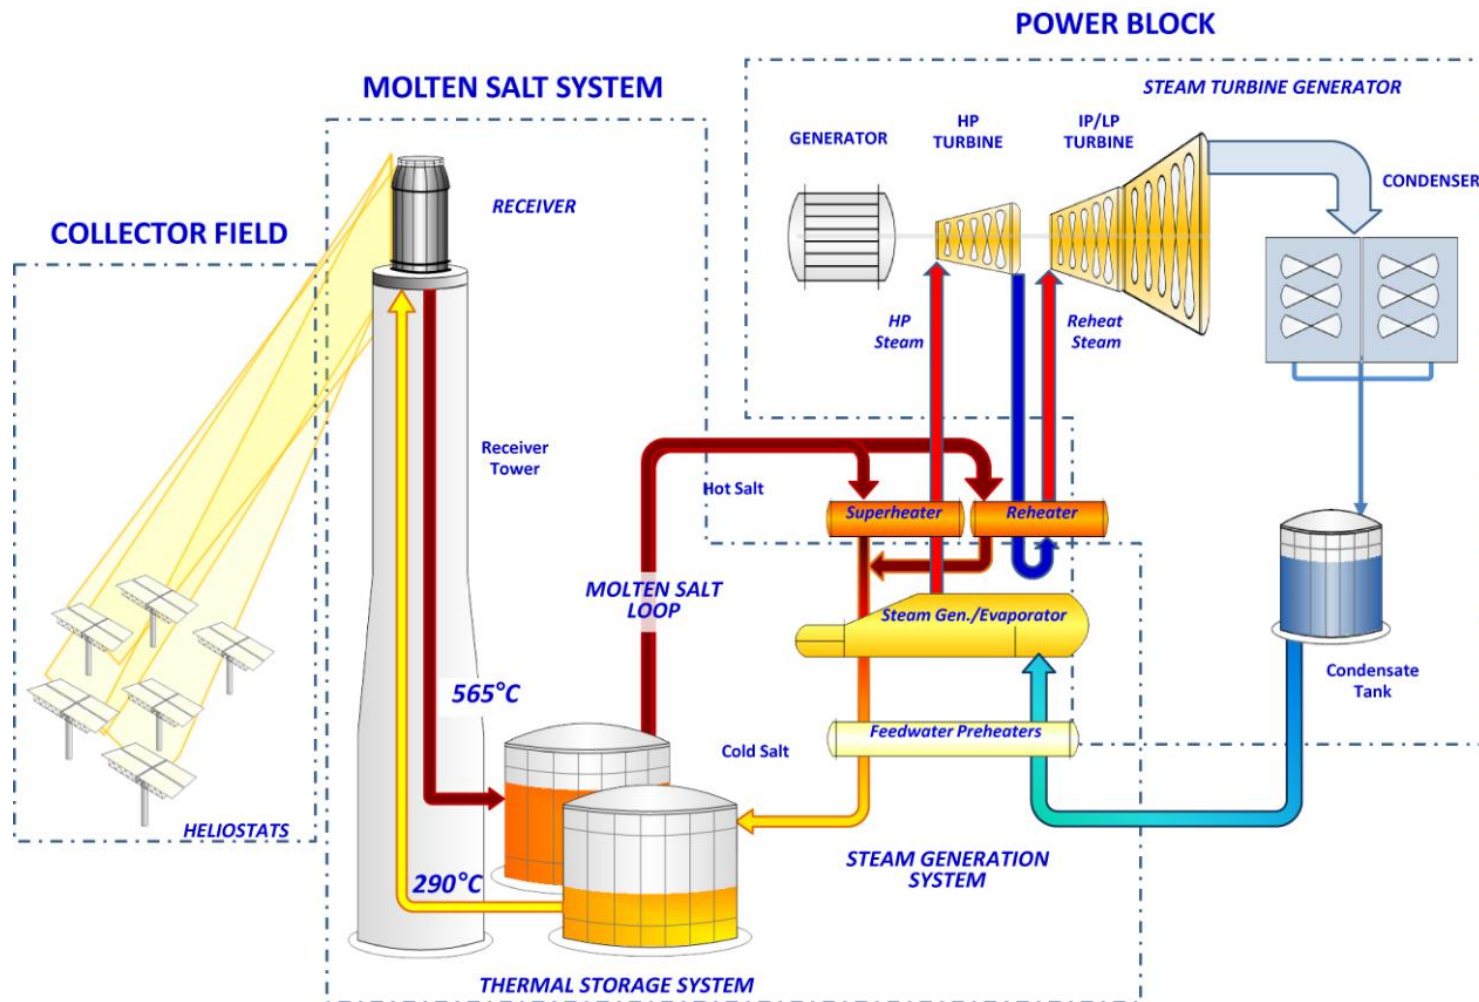 POWER BLOCK
MOLTEN SALT SYSTEM
STEAM TURBINE GENERATOR
GENERATOR
HP
TURBINE
IP/LP
TURBINE
CONDENSER
RECEIVER
COLLECTOR FIELD
HP
Steam
Reheat
Steam
Receiver
Tower
Hot Salt
Superheater
Reheater
MOLTEN SALT
LOOP
Steam Gen./Evaporator
565°C
Condensate
Tank
Feedwater Preheaters
Cold Salt
HELIOSTATS
290°C
STEAM GENERATION
SYSTEM
THERMAL STORAGE SYSTEM